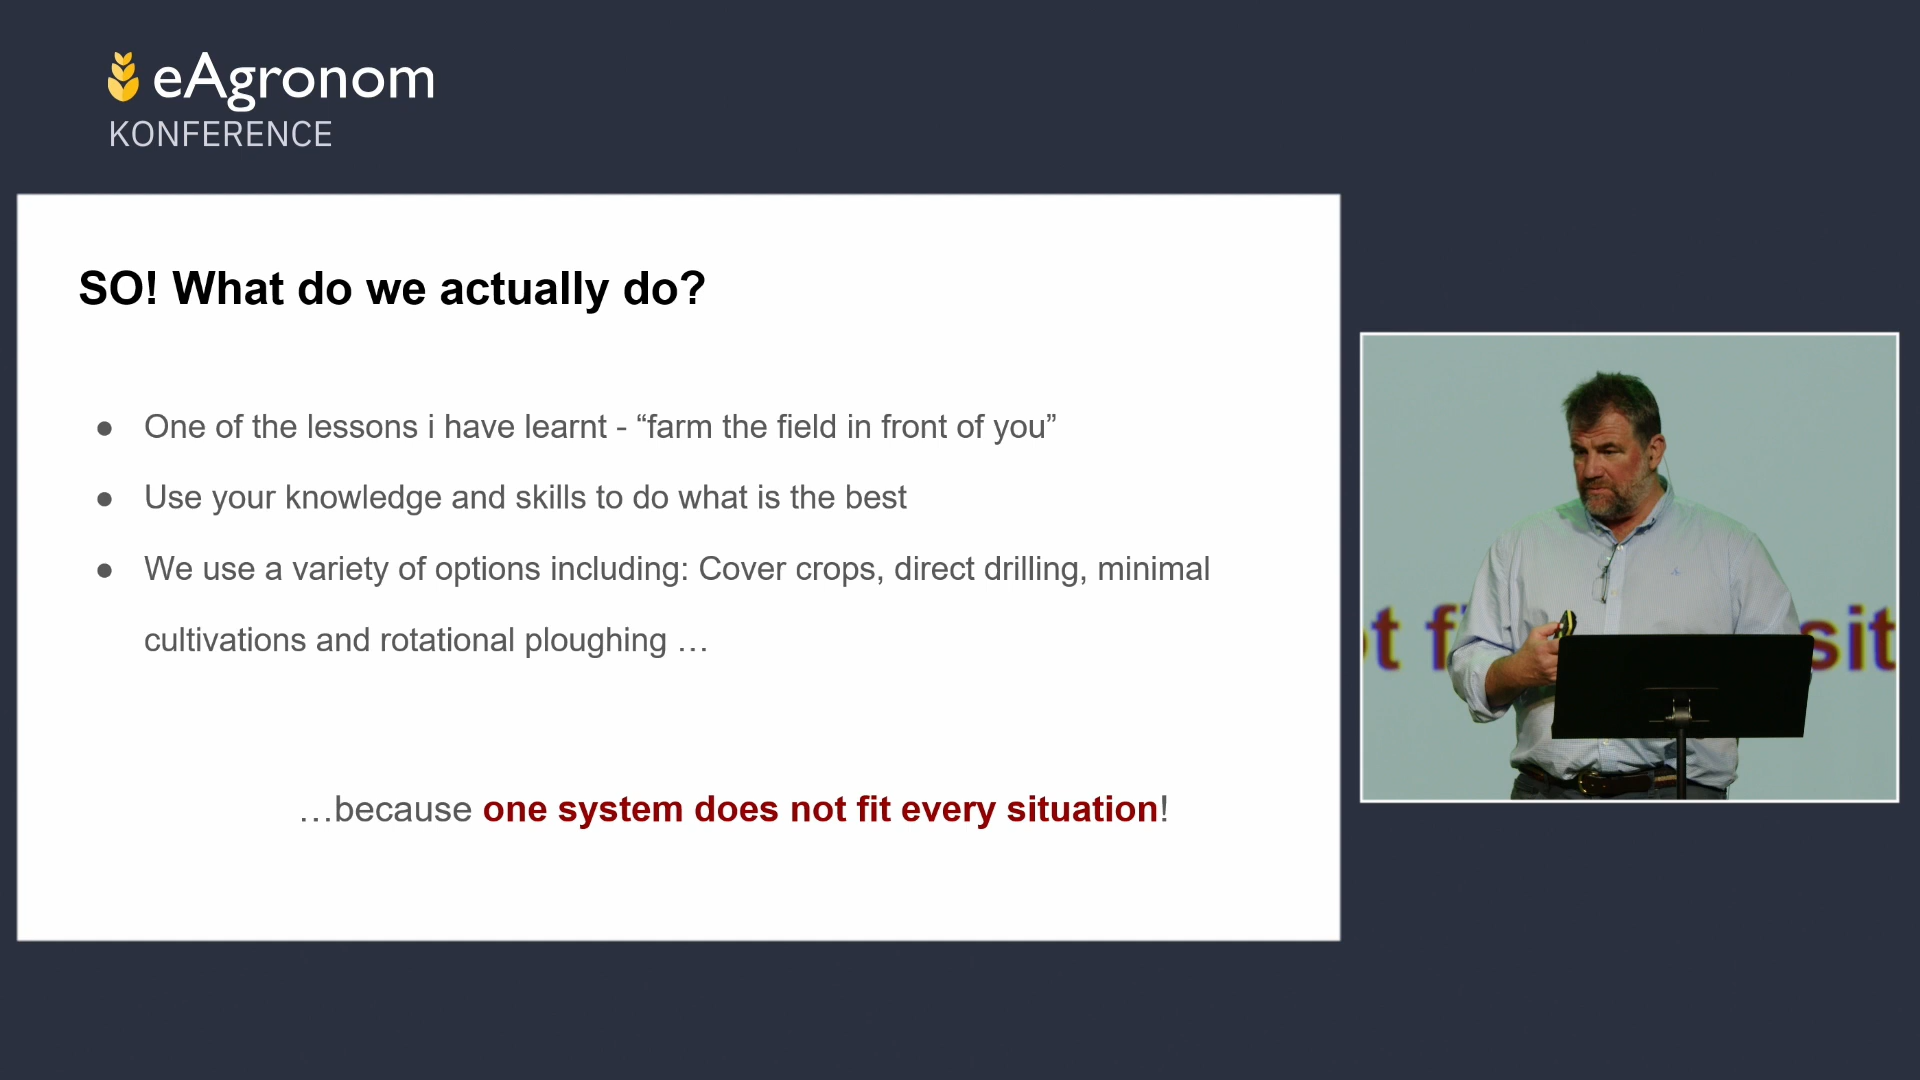 eAgronom
KONFERENCE
SO! What do we actually do?
● One of the lessons i have learnt - “farm the field in front of you”
● Use your knowledge and skills to do what is the best
● We use a variety of options including: Cover crops, direct drilling, minimal
cultivations and rotational ploughing …
…because one system does not fit every situation!